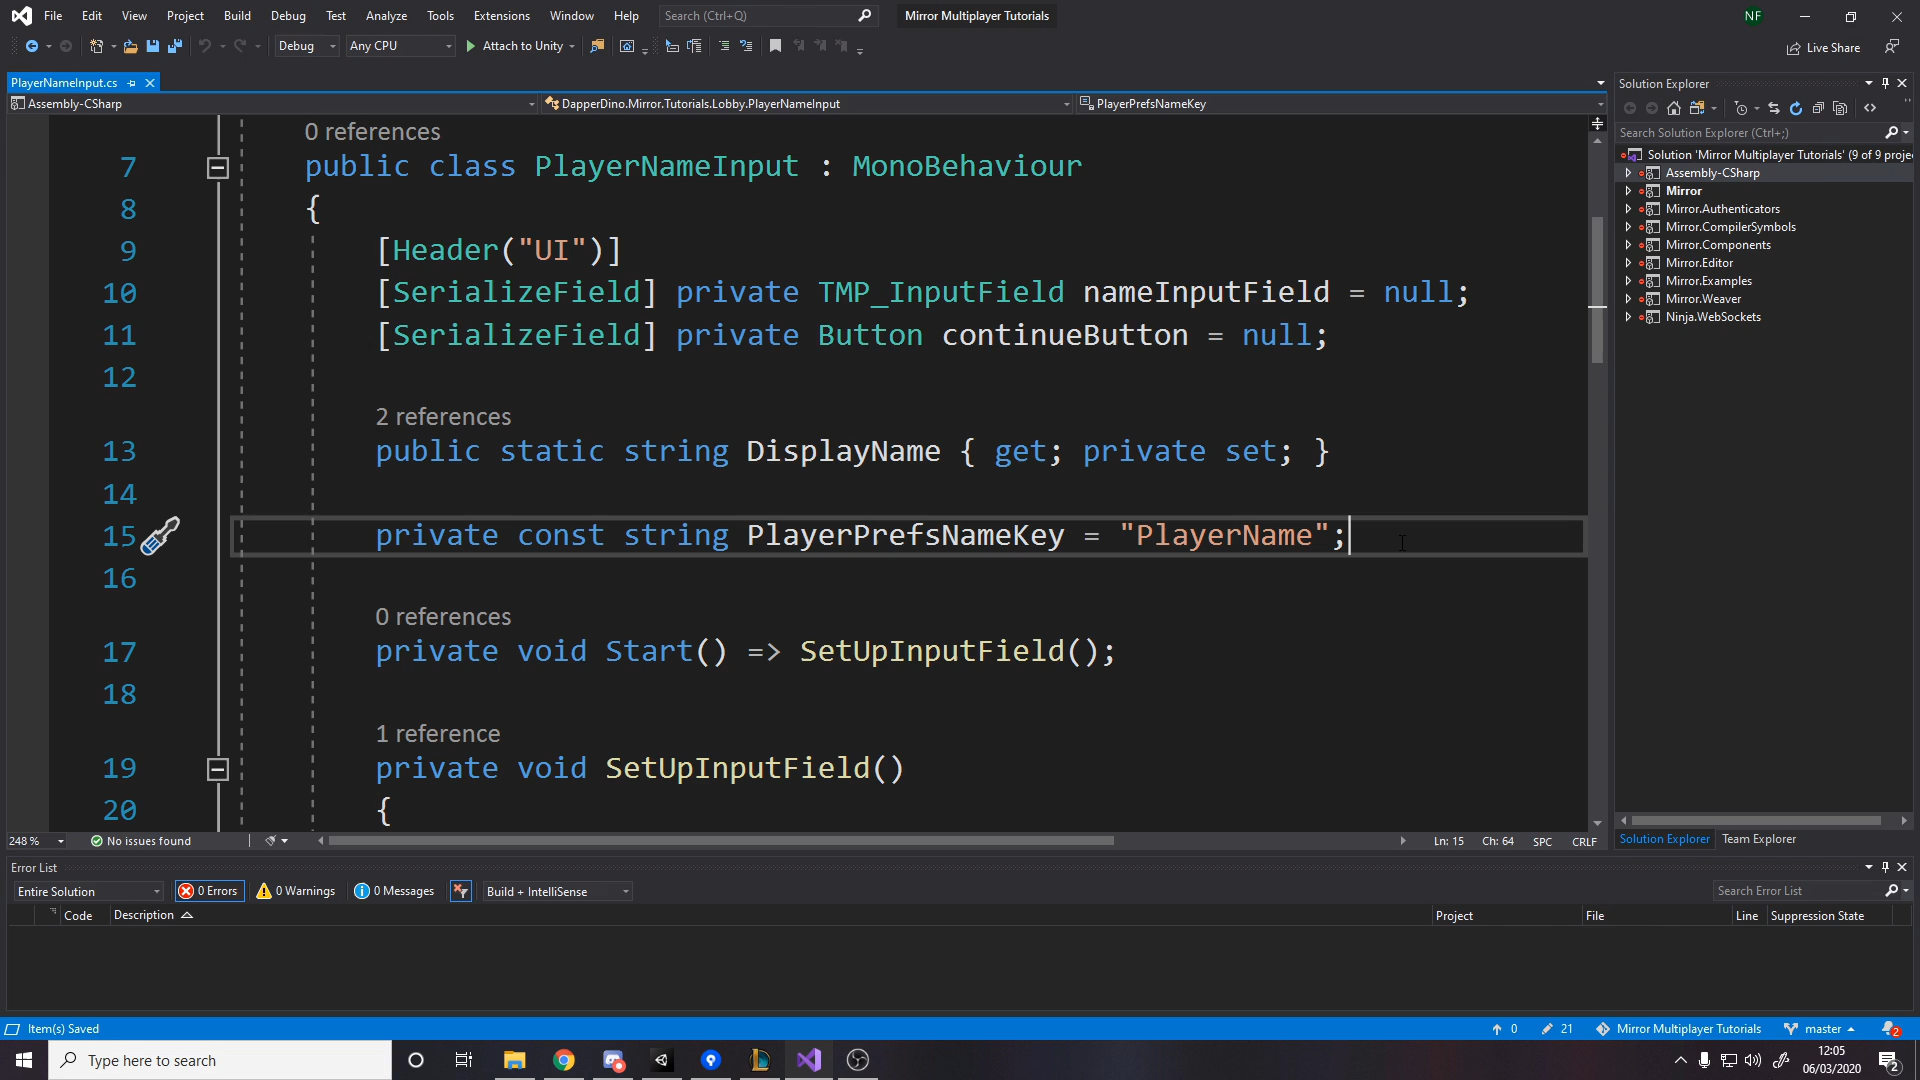 File Edit View Project Build Debug Test Analyze Tools Extensions Window Help Search (Ctrl+Q) Mirror Multiplayer Tutorials NF
Debug Any CPU Attach to Unity Live Share
PlayerNameInput.cs
Assembly-CSharp DapperDino.Mirror.Tutorials.Lobby.PlayerNameInput PlayerPrefsNameKey
0 references
7 public class PlayerNameInput : MonoBehaviour
8 {
9 [Header("UI")]
10 [SerializeField] private TMP_InputField nameInputField = null;
11 [SerializeField] private Button continueButton = null;
12
2 references
13 public static string DisplayName { get; private set; }
14
15 private const string PlayerPrefsNameKey = "PlayerName";
16
0 references
17 private void Start() => SetUpInputField();
18
1 reference
19 private void SetUpInputField()
20 {
248 % No issues found Ln: 15 Ch: 64 SPC CRLF
Solution Explorer
Search Solution Explorer (Ctrl+;)
Solution 'Mirror Multiplayer Tutorials' (9 of 9 proje
Assembly-CSharp
Mirror
Mirror.Authenticators
Mirror.CompilerSymbols
Mirror.Components
Mirror.Editor
Mirror.Examples
Mirror.Weaver
Ninja.WebSockets
Solution Explorer Team Explorer
Error List
Entire Solution 0 Errors 0 Warnings 0 Messages Build + IntelliSense Search Error List
Code Description Project File Line Suppression State
Item(s) Saved 0 21 Mirror Multiplayer Tutorials master 2
Type here to search 12:05
06/03/2020 2